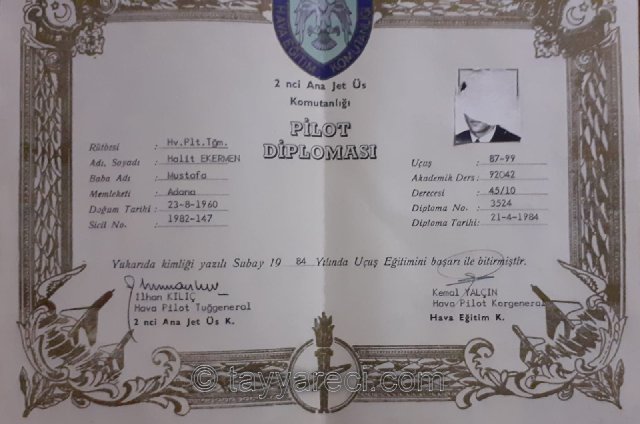 HAVA EĞİTİM KOMUTANLIĞI
2 nci Ana Jet Üs
Komutanlığı
PİLOT
DİPLOMASI
Rütbesi : Hv.Plt.Tğm.
Adı, Soyadı : Halit EKERMEN
Baba Adı : Mustafa
Memleketi : Adana
Doğum Tarihi : 23-8-1960
Sicil No : 1982-147
Uçuş : 87-99
Akademik Ders : 92042
Derecesi : 45/10
Diploma No. : 3524
Diploma Tarihi : 21-4-1984
Yukarıda kimliği yazılı Subay 19 84 Yılında Uçuş Eğitimini başarı ile bitirmiştir.
İlhan KILIÇ
Hava Pilot Tuğgeneral
2 nci Ana Jet Üs K.
Kemal YALÇIN
Hava Pilot Korgeneral
Hava Eğitim K.
© tayyareci.com